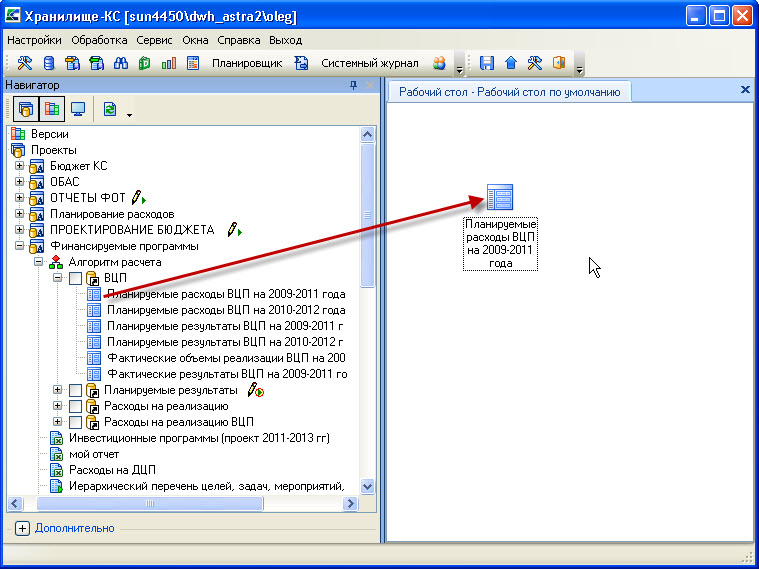 Хранилище-КС [sun4450\dwh_astra2\oleg]
Настройки Обработка Сервис Окна Справка Выход
Планировщик Системный журнал
Навигатор
Рабочий стол - Рабочий стол по умолчанию
Версии
Проекты
Бюджет КС
ОБАС
ОТЧЕТЫ ФОТ
Планирование расходов
ПРОЕКТИРОВАНИЕ БЮДЖЕТА
Финансируемые программы
Алгоритм расчета
ВЦП
Планируемые расходы ВЦП на 2009-2011 года
Планируемые расходы ВЦП на 2010-2012 года
Планируемые результаты ВЦП на 2009-2011 г
Планируемые результаты ВЦП на 2010-2012 г
Фактические объемы реализации ВЦП на 200
Фактические результаты ВЦП на 2009-2011 го
Планируемые результаты
Расходы на реализацию
Расходы на реализацию ВЦП
Инвестиционные программы (проект 2011-2013 гг)
мой отчет
Расходы на ДЦП
Иерархический перечень целей, задач, мероприятий,
Дополнительно
Планируемые
расходы ВЦП
на 2009-2011
года